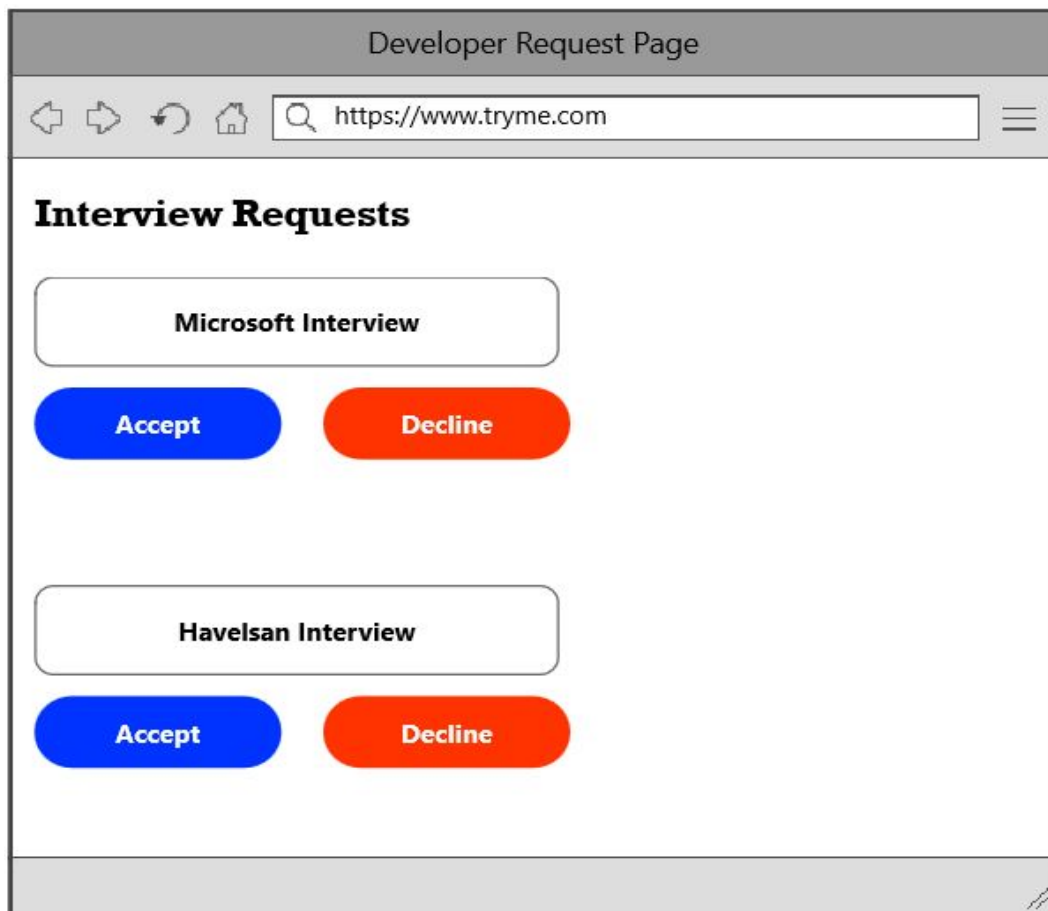 Developer Request Page
https://www.tryme.com
Interview Requests
Microsoft Interview
Accept Decline
Havelsan Interview
Accept Decline